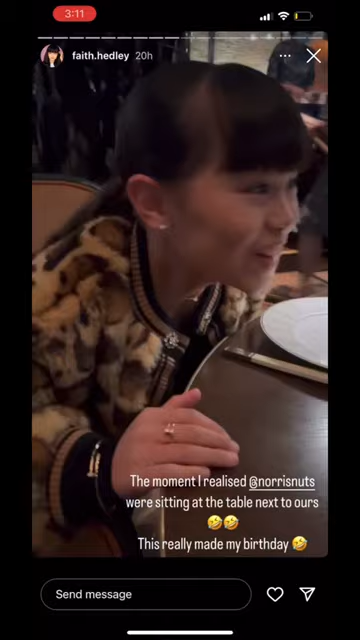 3:11
faith.hedley 20h
The moment I realised @norrisnuts
were sitting at the table next to ours
🤣🤣
This really made my birthday 🤣
Send message